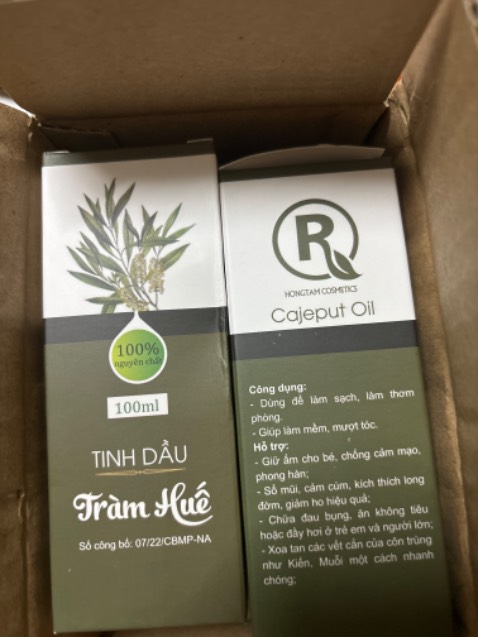 100%
nguyên chất
100ml
TINH DẦU
Tràm Huế
Số công bố: 07/22/CBMP-NA
R
HONGTAM COSMETICS
Cajeput Oil
Công dụng:
- Dùng để làm sạch, làm thơm
phòng.
- Giúp làm mềm, mượt tóc.
Hỗ trợ:
- Giữ ấm cho bé, chống cảm mạo,
phong hàn;
- Sổ mũi, cảm cúm, kích thích long
đờm, giảm ho hiệu quả;
- Chữa đau bụng, ăn không tiêu
hoặc đầy hơi ở trẻ em và người lớn;
- Xoa tan các vết cắn của côn trùng
như Kiến, Muỗi một cách nhanh
chóng;